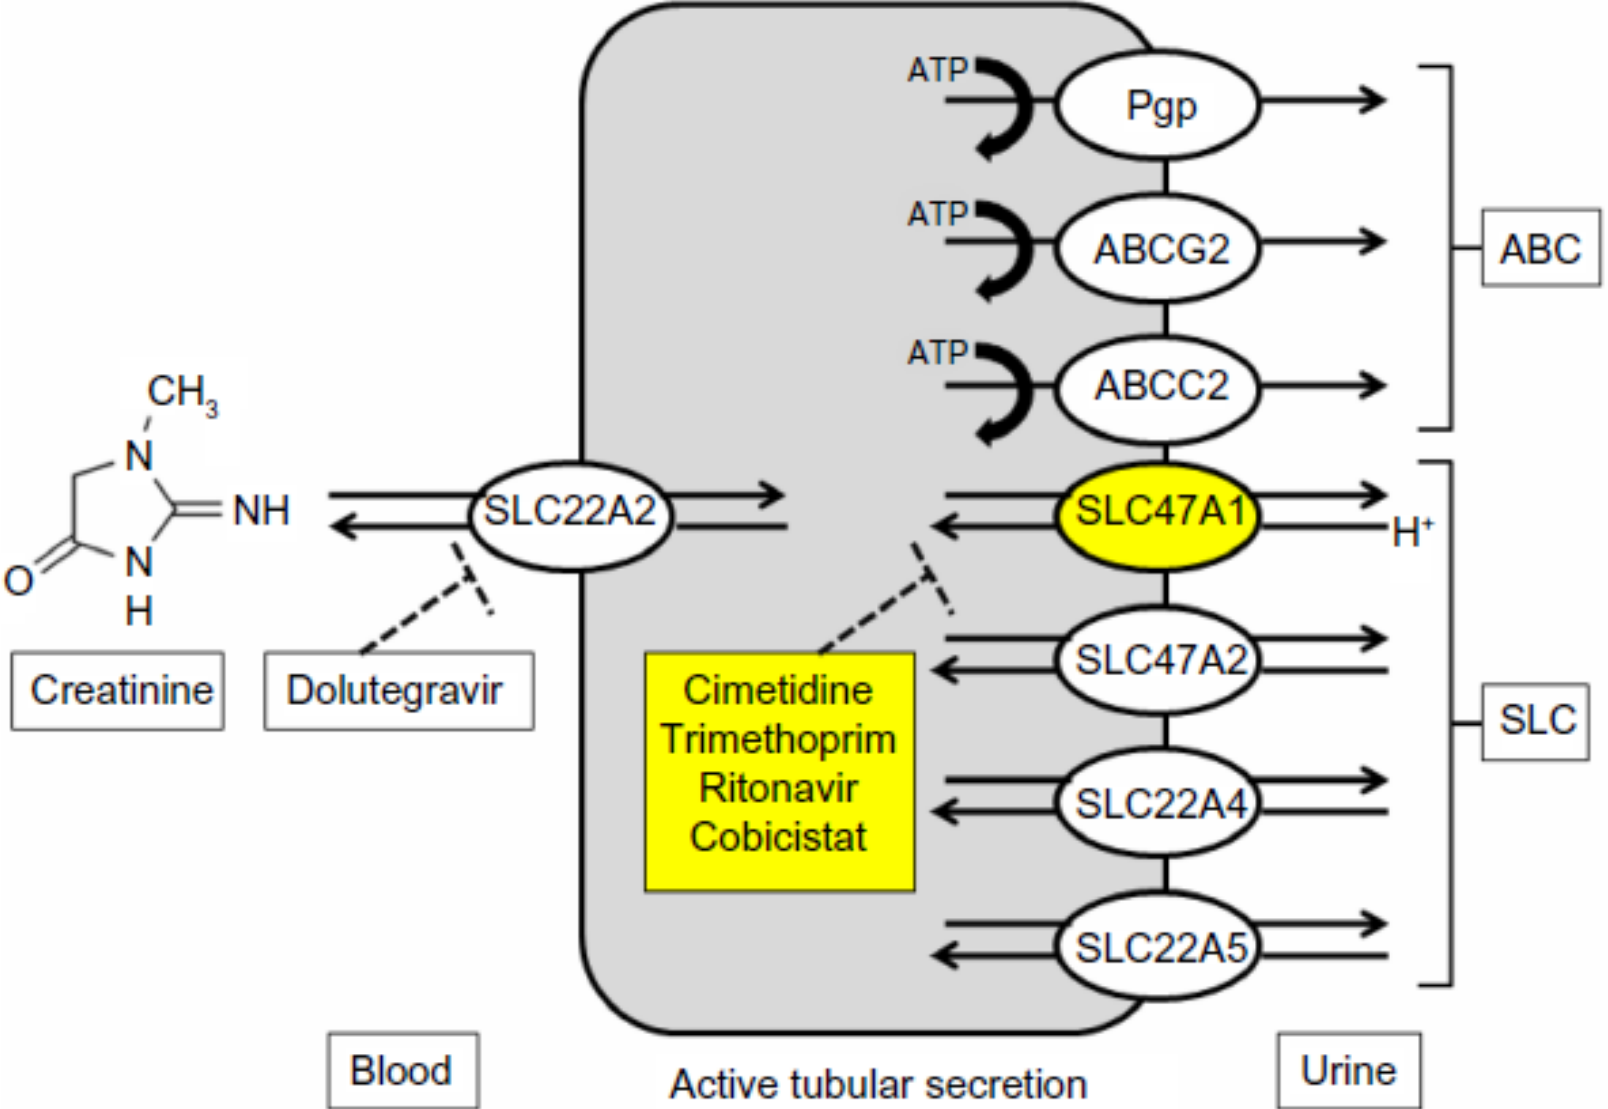 ATP
Pgp
ATP
ABCG2
ABC
ATP
ABCC2
CH₃
N
NH
N
H
O
SLC22A2
SLC47A1
H⁺
Creatinine
Dolutegravir
Cimetidine
Trimethoprim
Ritonavir
Cobicistat
SLC47A2
SLC
SLC22A4
SLC22A5
Blood
Active tubular secretion
Urine